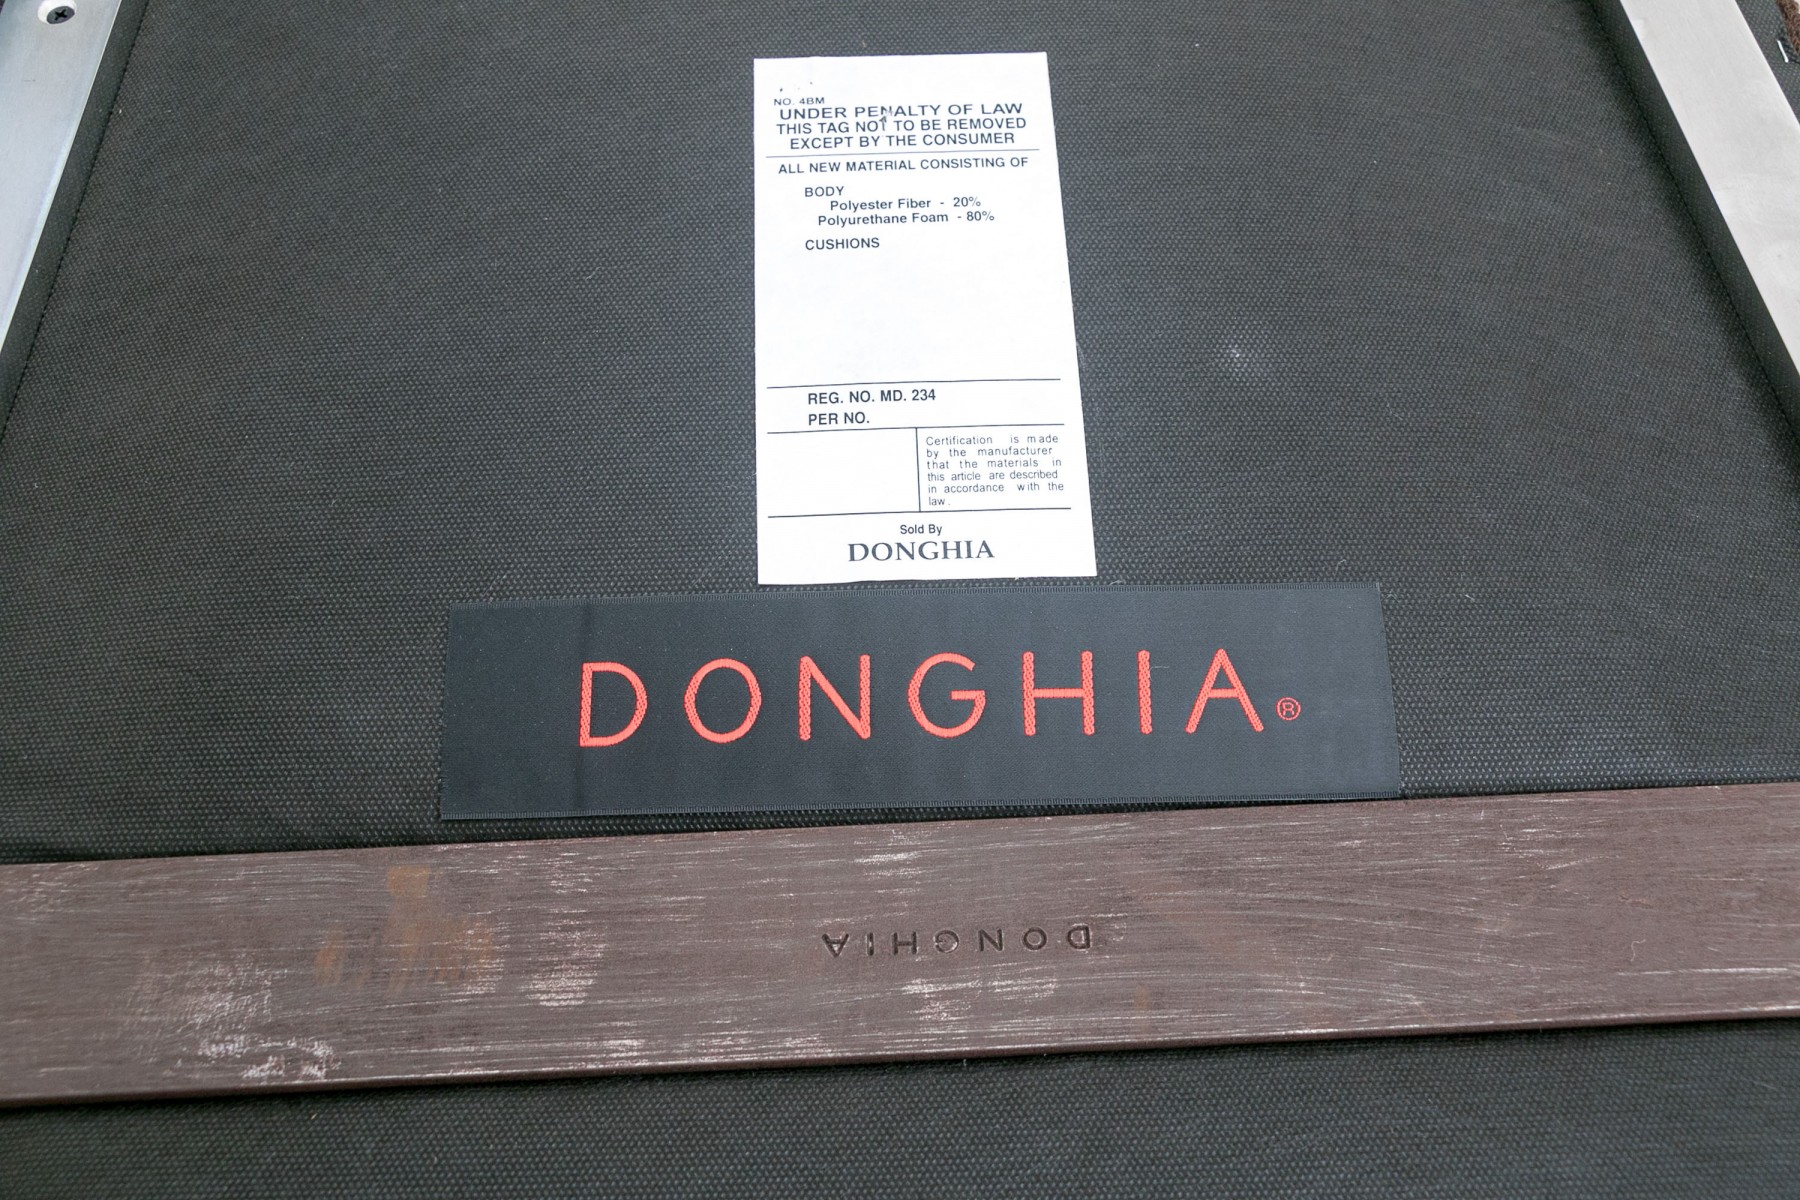 NO. 4BM
UNDER PENALTY OF LAW
THIS TAG NOT TO BE REMOVED
EXCEPT BY THE CONSUMER
ALL NEW MATERIAL CONSISTING OF
BODY
Polyester Fiber - 20%
Polyurethane Foam - 80%
CUSHIONS
REG. NO. MD. 234
PER NO.
Certification is made
by the manufacturer
that the materials in
this article are described
in accordance with the
law.
Sold By
DONGHIA
DONGHIA®
DONGHIA